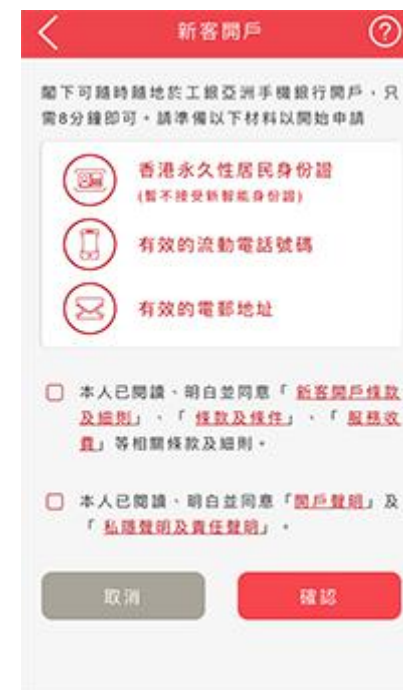 新客開戶
閣下可隨時隨地於工銀亞洲手機銀行開戶，只
需8分鐘即可。請準備以下材料以開始申請
香港永久性居民身份證
(暫不接受新智能身份證)
有效的流動電話號碼
有效的電郵地址
本人已閱讀、明白並同意「新客開戶條款
及細則」、「條款及條件」、「服務收
費」等相關條款及細則。
本人已閱讀、明白並同意「開戶聲明」及
「私隱聲明及責任聲明」。
取消
確認